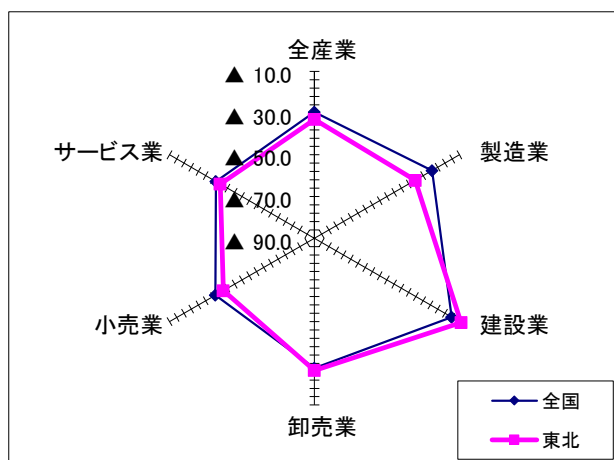 全産業
▲ 10.0
▲ 30.0
▲ 50.0
▲ 70.0
▲ 90.0
製造業
建設業
卸売業
小売業
サービス業
全国
東北